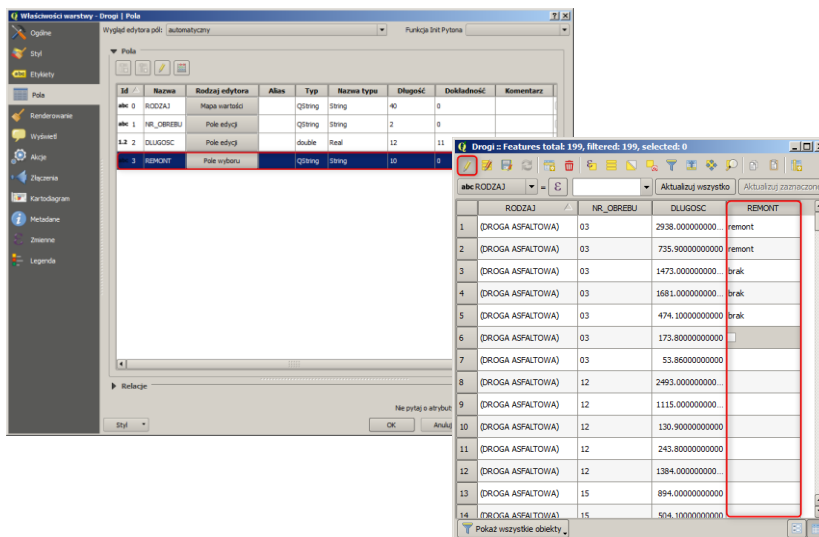 Właściwości warstwy - Drogi | Pola
Ogólne
Styl
Etykiety
Pola
Renderowanie
Wyświetl
Akcje
Złączenia
Kartodiagram
Metadane
Zmienne
Legenda
Wygląd edytora pól: automatyczny Funkcja Init Pytona
Pola
Id Nazwa Rodzaj edytora Alias Typ Nazwa typu Długość Dokładność Komentarz
abc 0 RODZAJ Mapa wartości QString String 40 0
abc 1 NR_OBREBU Pole edycji QString String 2 0
1.2 2 DLUGOSC Pole edycji double Real 12 11
3 REMONT Pole wyboru QString String 10 0
Relacje
Nie pytaj o atrybut
Styl OK Anuluj
Drogi :: Features total: 199, filtered: 199, selected: 0
abc RODZAJ = ε Aktualizuj wszystko Aktualizuj zaznaczone
RODZAJ NR_OBREBU DLUGOSC REMONT
1 (DROGA ASFALTOWA) 03 2938.000000000... remont
2 (DROGA ASFALTOWA) 03 735.90000000000 remont
3 (DROGA ASFALTOWA) 03 1473.000000000... brak
4 (DROGA ASFALTOWA) 03 1681.000000000... brak
5 (DROGA ASFALTOWA) 03 474.10000000000 brak
6 (DROGA ASFALTOWA) 03 173.80000000000
7 (DROGA ASFALTOWA) 03 53.86000000000
8 (DROGA ASFALTOWA) 12 2493.000000000...
9 (DROGA ASFALTOWA) 12 1115.000000000...
10 (DROGA ASFALTOWA) 12 130.90000000000
11 (DROGA ASFALTOWA) 12 243.80000000000
12 (DROGA ASFALTOWA) 12 1384.000000000...
13 (DROGA ASFALTOWA) 15 894.00000000000
14 (DROGA ASFALTOWA) 15 504.10000000000
Pokaż wszystkie obiekty